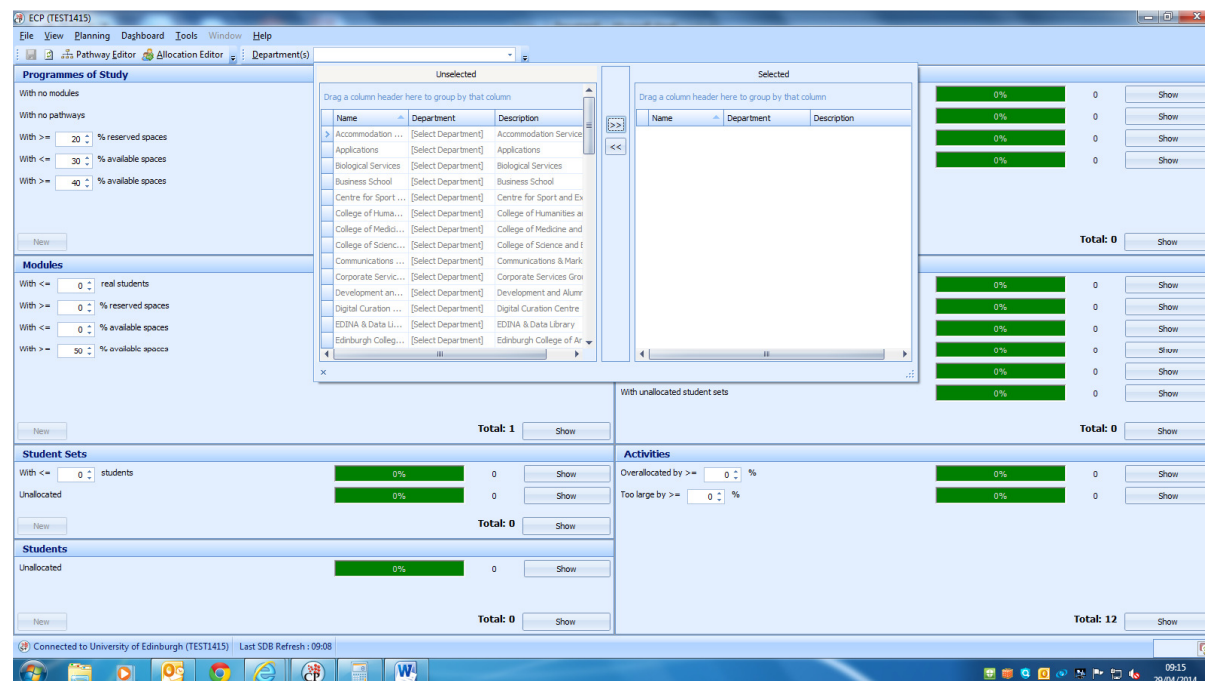 ECP (TEST1415)
File View Planning Dashboard Tools Window Help
Pathway Editor Allocation Editor Department(s)
Programmes of Study
With no modules
With no pathways
With >= 20 % reserved spaces
With <= 30 % available spaces
With >= 40 % available spaces
New
Unselected
Drag a column header here to group by that column
Name Department Description
Accommodation ... [Select Department] Accommodation Service
Applications [Select Department] Applications
Biological Services [Select Department] Biological Services
Business School [Select Department] Business School
Centre for Sport ... [Select Department] Centre for Sport and Ex
College of Huma... [Select Department] College of Humanities a
College of Medici... [Select Department] College of Medicine and
College of Scienc... [Select Department] College of Science and E
Communications ... [Select Department] Communications & Mark
Corporate Servic... [Select Department] Corporate Services Gro
Development an... [Select Department] Development and Alumn
Digital Curation ... [Select Department] Digital Curation Centre
EDINA & Data Li... [Select Department] EDINA & Data Library
Edinburgh Colleg... [Select Department] Edinburgh College of Ar
>>
<<
Selected
Drag a column header here to group by that column
Name Department Description
0% 0 Show
0% 0 Show
0% 0 Show
0% 0 Show
Total: 0 Show
Modules
With <= 0 real students
With >= 0 % reserved spaces
With <= 0 % available spaces
With >= 50 % available spaces
New Total: 1 Show
0% 0 Show
0% 0 Show
0% 0 Show
0% 0 Show
0% 0 Show
With unallocated student sets 0% 0 Show
Total: 0 Show
Student Sets
With <= 0 students 0% 0 Show
Unallocated 0% 0 Show
New Total: 0 Show
Activities
Overallocated by >= 0 % 0% 0 Show
Too large by >= 0 % 0% 0 Show
Students
Unallocated 0% 0 Show
New Total: 0 Show
Total: 12 Show
Connected to University of Edinburgh (TEST1415) Last SDB Refresh : 09:08
09:15
29/04/2014